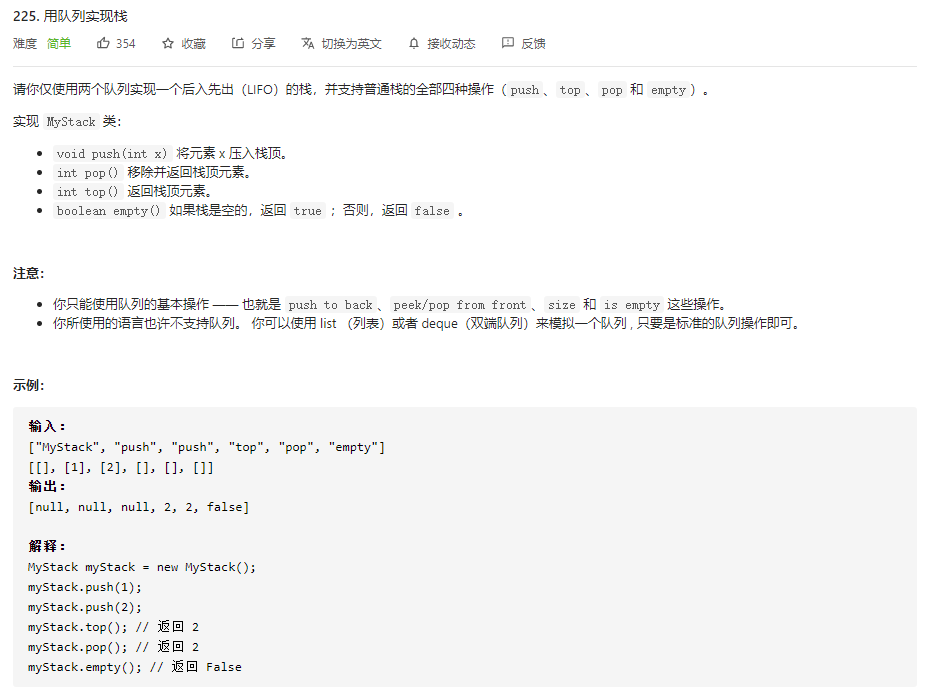 225. 用队列实现栈
难度 简单 354 收藏 分享 切换为英文 接收动态 反馈
请你仅使用两个队列实现一个后入先出（LIFO）的栈，并支持普通栈的全部四种操作（push、top、pop 和 empty）。
实现 MyStack 类：
void push(int x) 将元素 x 压入栈顶。
int pop() 移除并返回栈顶元素。
int top() 返回栈顶元素。
boolean empty() 如果栈是空的，返回 true ；否则，返回 false 。
注意：
你只能使用队列的基本操作 —— 也就是 push to back、peek/pop from front、size 和 is empty 这些操作。
你所使用的语言也许不支持队列。 你可以使用 list （列表）或者 deque（双端队列）来模拟一个队列 , 只要是标准的队列操作即可。
示例：
输入：
["MyStack", "push", "push", "top", "pop", "empty"]
[[], [1], [2], [], [], []]
输出：
[null, null, null, 2, 2, false]
解释：
MyStack myStack = new MyStack();
myStack.push(1);
myStack.push(2);
myStack.top(); // 返回 2
myStack.pop(); // 返回 2
myStack.empty(); // 返回 False